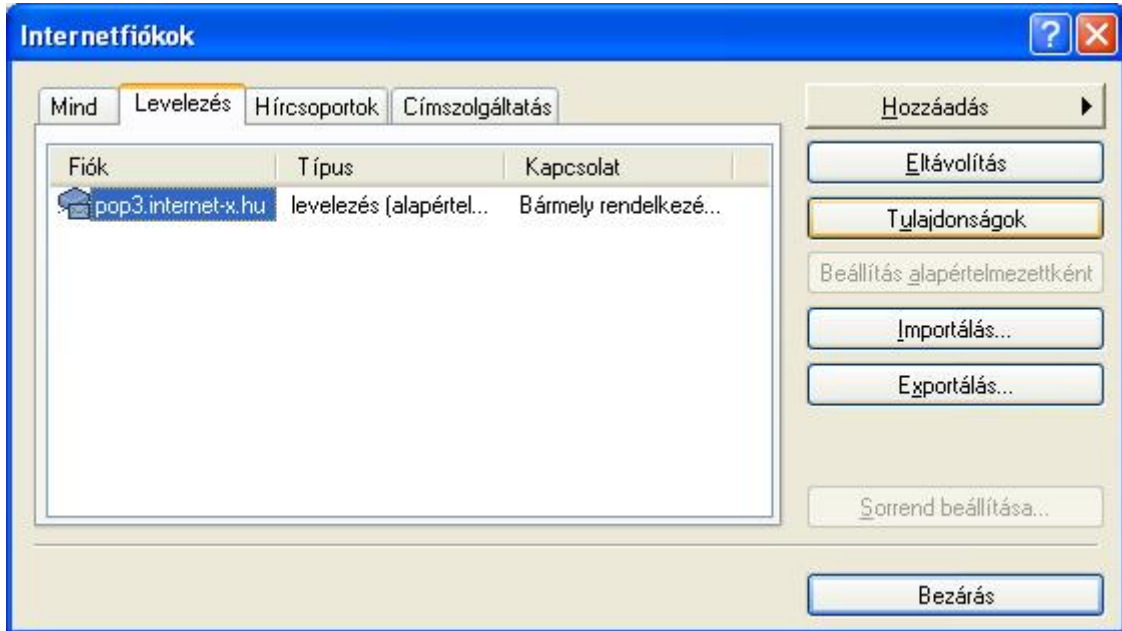 Internetfiókok
Mind Levelezés Hírcsoportok Címszolgáltatás
Fiók Típus Kapcsolat
pop3.internet-x.hu levelezés (alapértel... Bármely rendelkezé...
Hozzáadás
Eltávolítás
Tulajdonságok
Beállítás alapértelmezettként
Importálás...
Exportálás...
Sorrend beállítása...
Bezárás